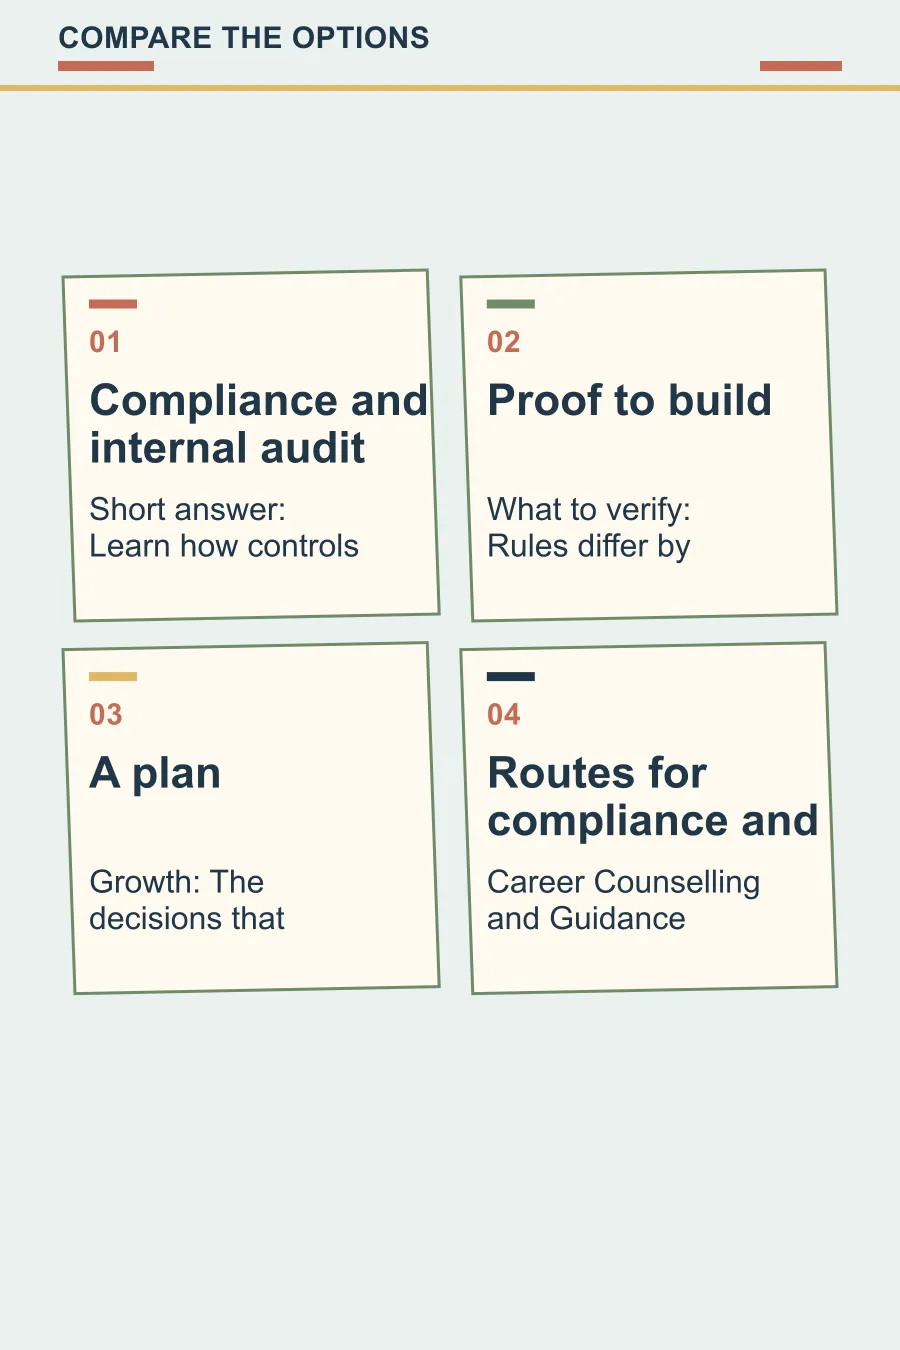 COMPARE THE OPTIONS
01
Compliance and
internal audit
Short answer:
Learn how controls
02
Proof to build
What to verify:
Rules differ by
03
A plan
Growth: The
decisions that
04
Routes for
compliance and
Career Counselling
and Guidance